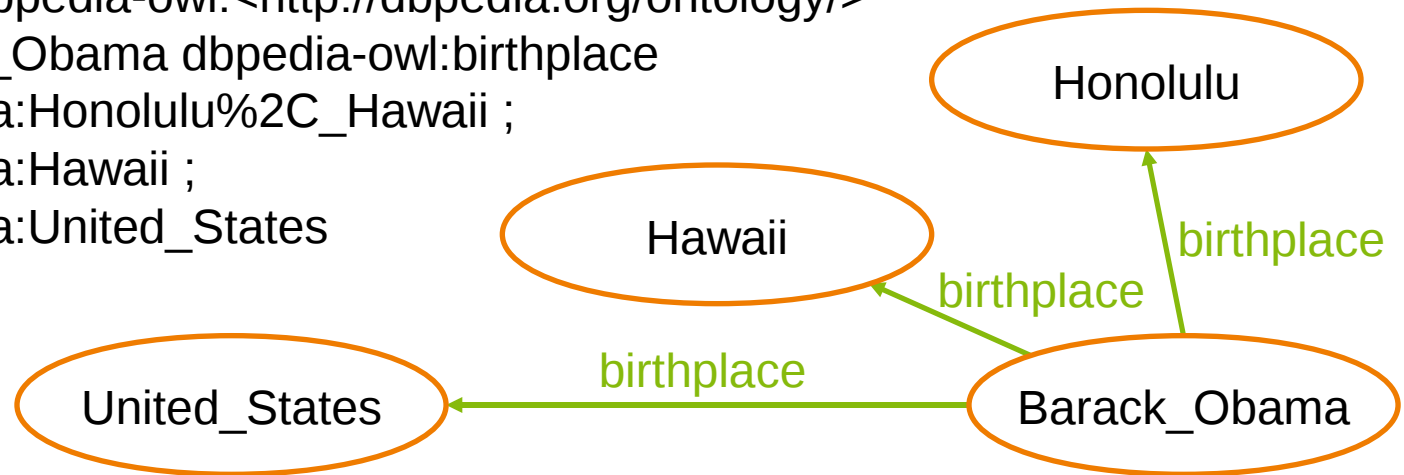 pedia-owl:<http://dbpedia.org/ontology/>
_Obama dbpedia-owl:birthplace
a:Honolulu%2C_Hawaii ;
a:Hawaii ;
a:United_States
Honolulu
Hawaii
birthplace
birthplace
birthplace
United_States
Barack_Obama